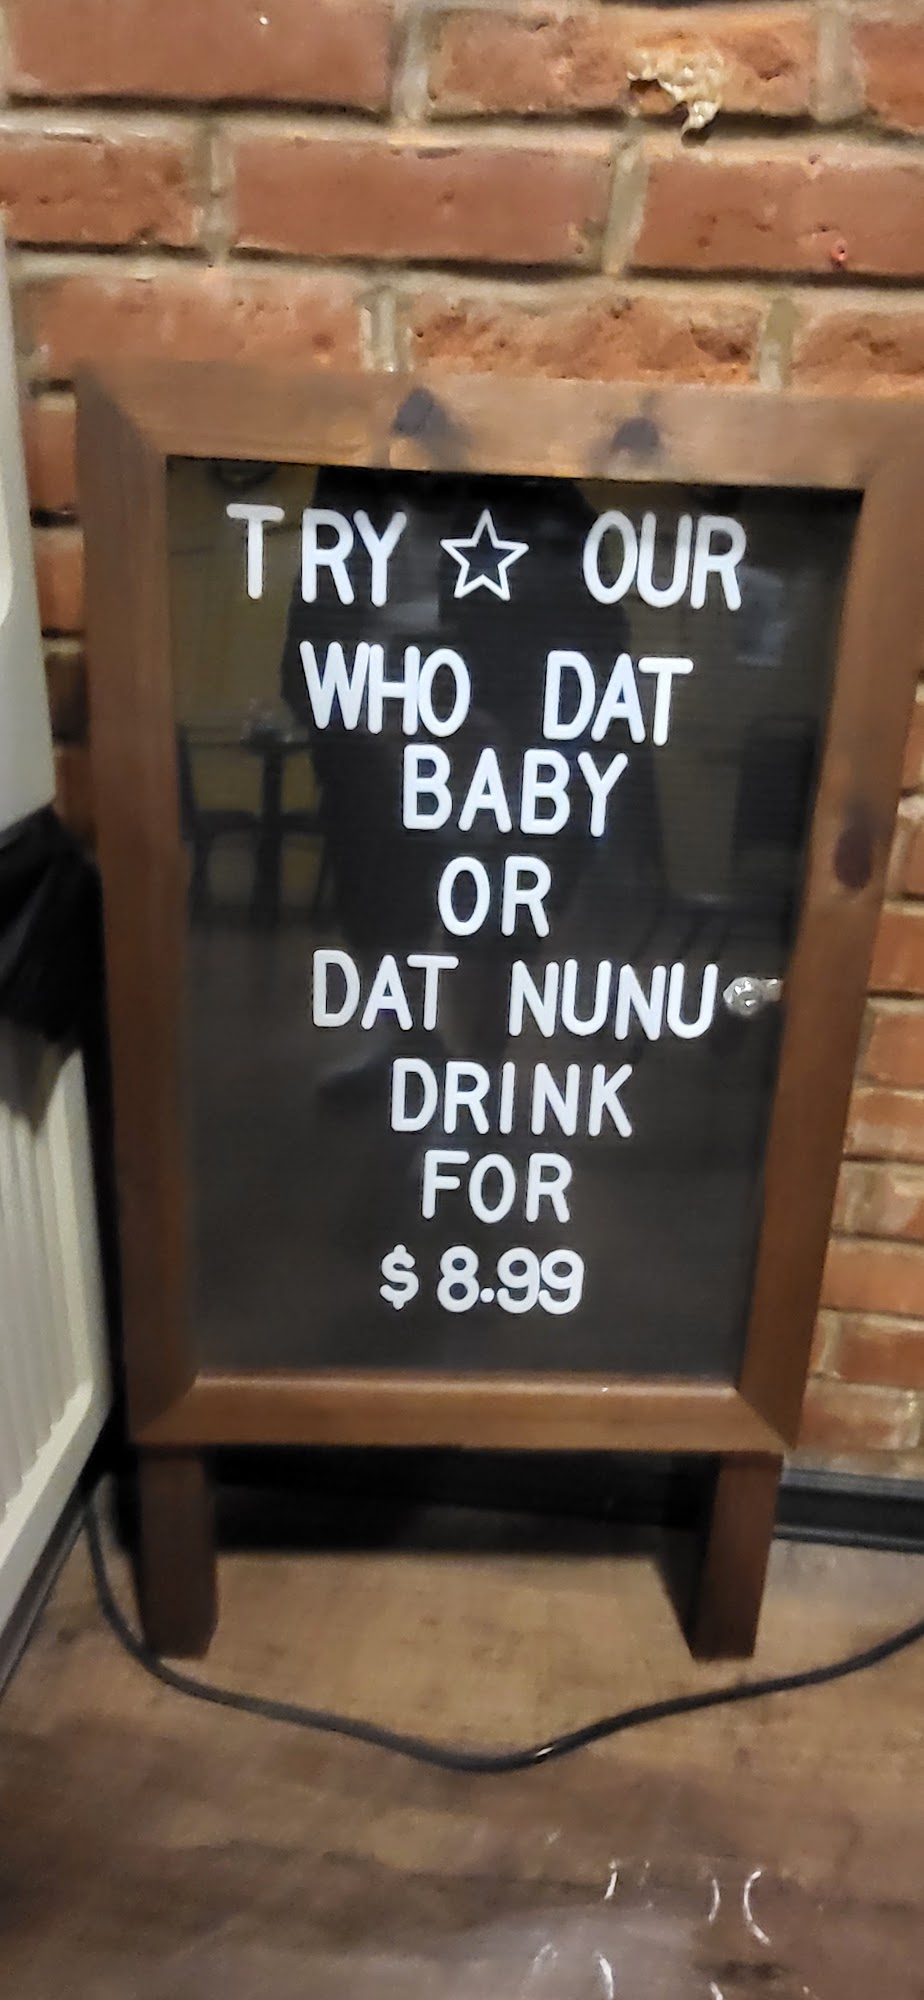 TRY ☆ OUR
WHO DAT
BABY
OR
DAT NUNU
DRINK
FOR
$8.99